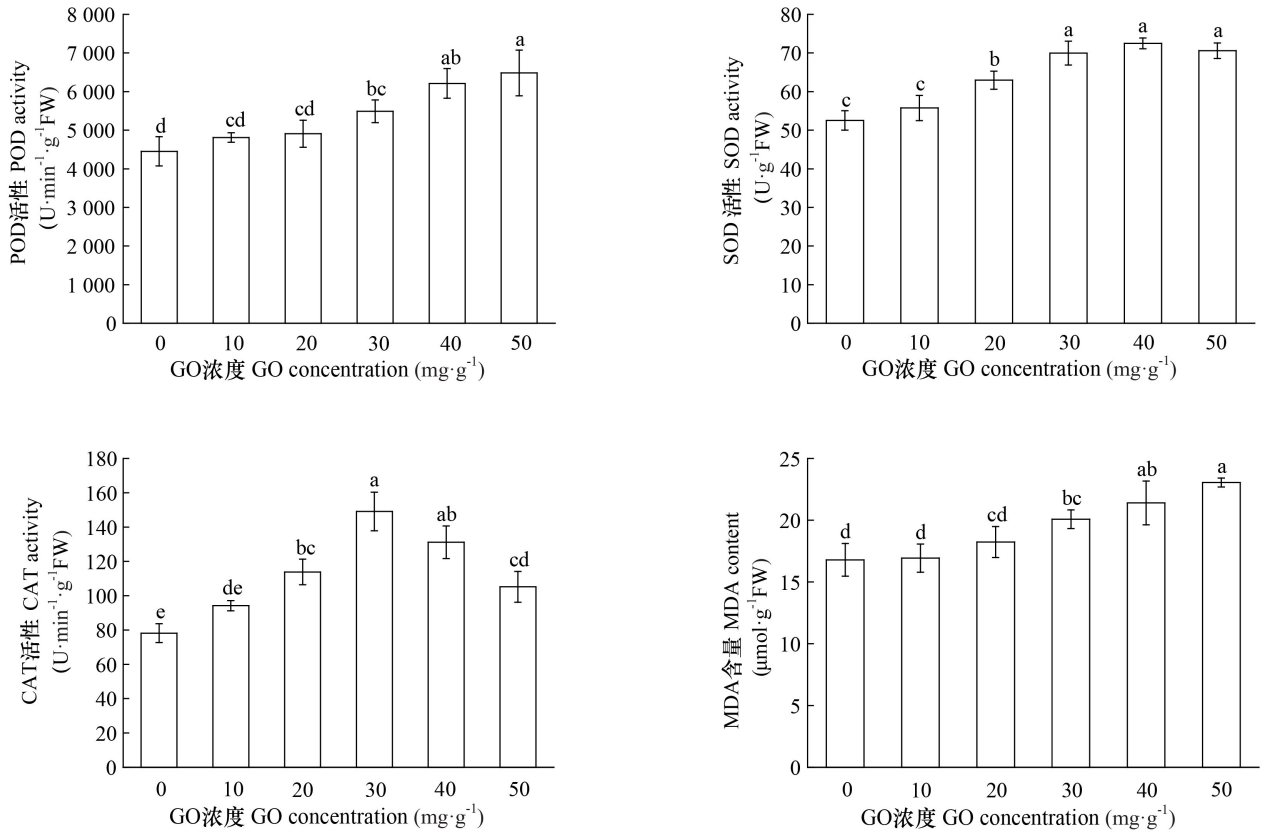 POD活性 POD activity
(U·min⁻¹·g⁻¹FW)
8 000
7 000
6 000
5 000
4 000
3 000
2 000
1 000
0
d
cd
cd
bc
ab
a
0 10 20 30 40 50
GO浓度 GO concentration (mg·g⁻¹)
SOD 活性 SOD activity
(U·g⁻¹FW)
80
70
60
50
40
30
20
10
0
c
c
b
a
a
a
0 10 20 30 40 50
GO浓度 GO concentration (mg·g⁻¹)
CAT活性 CAT activity
(U·min⁻¹·g⁻¹FW)
180
160
140
120
100
80
60
40
20
0
e
de
bc
a
ab
cd
0 10 20 30 40 50
GO浓度 GO concentration (mg·g⁻¹)
MDA含量 MDA content
(μmol·g⁻¹FW)
25
20
15
10
5
0
d
d
cd
bc
ab
a
0 10 20 30 40 50
GO浓度 GO concentration (mg·g⁻¹)